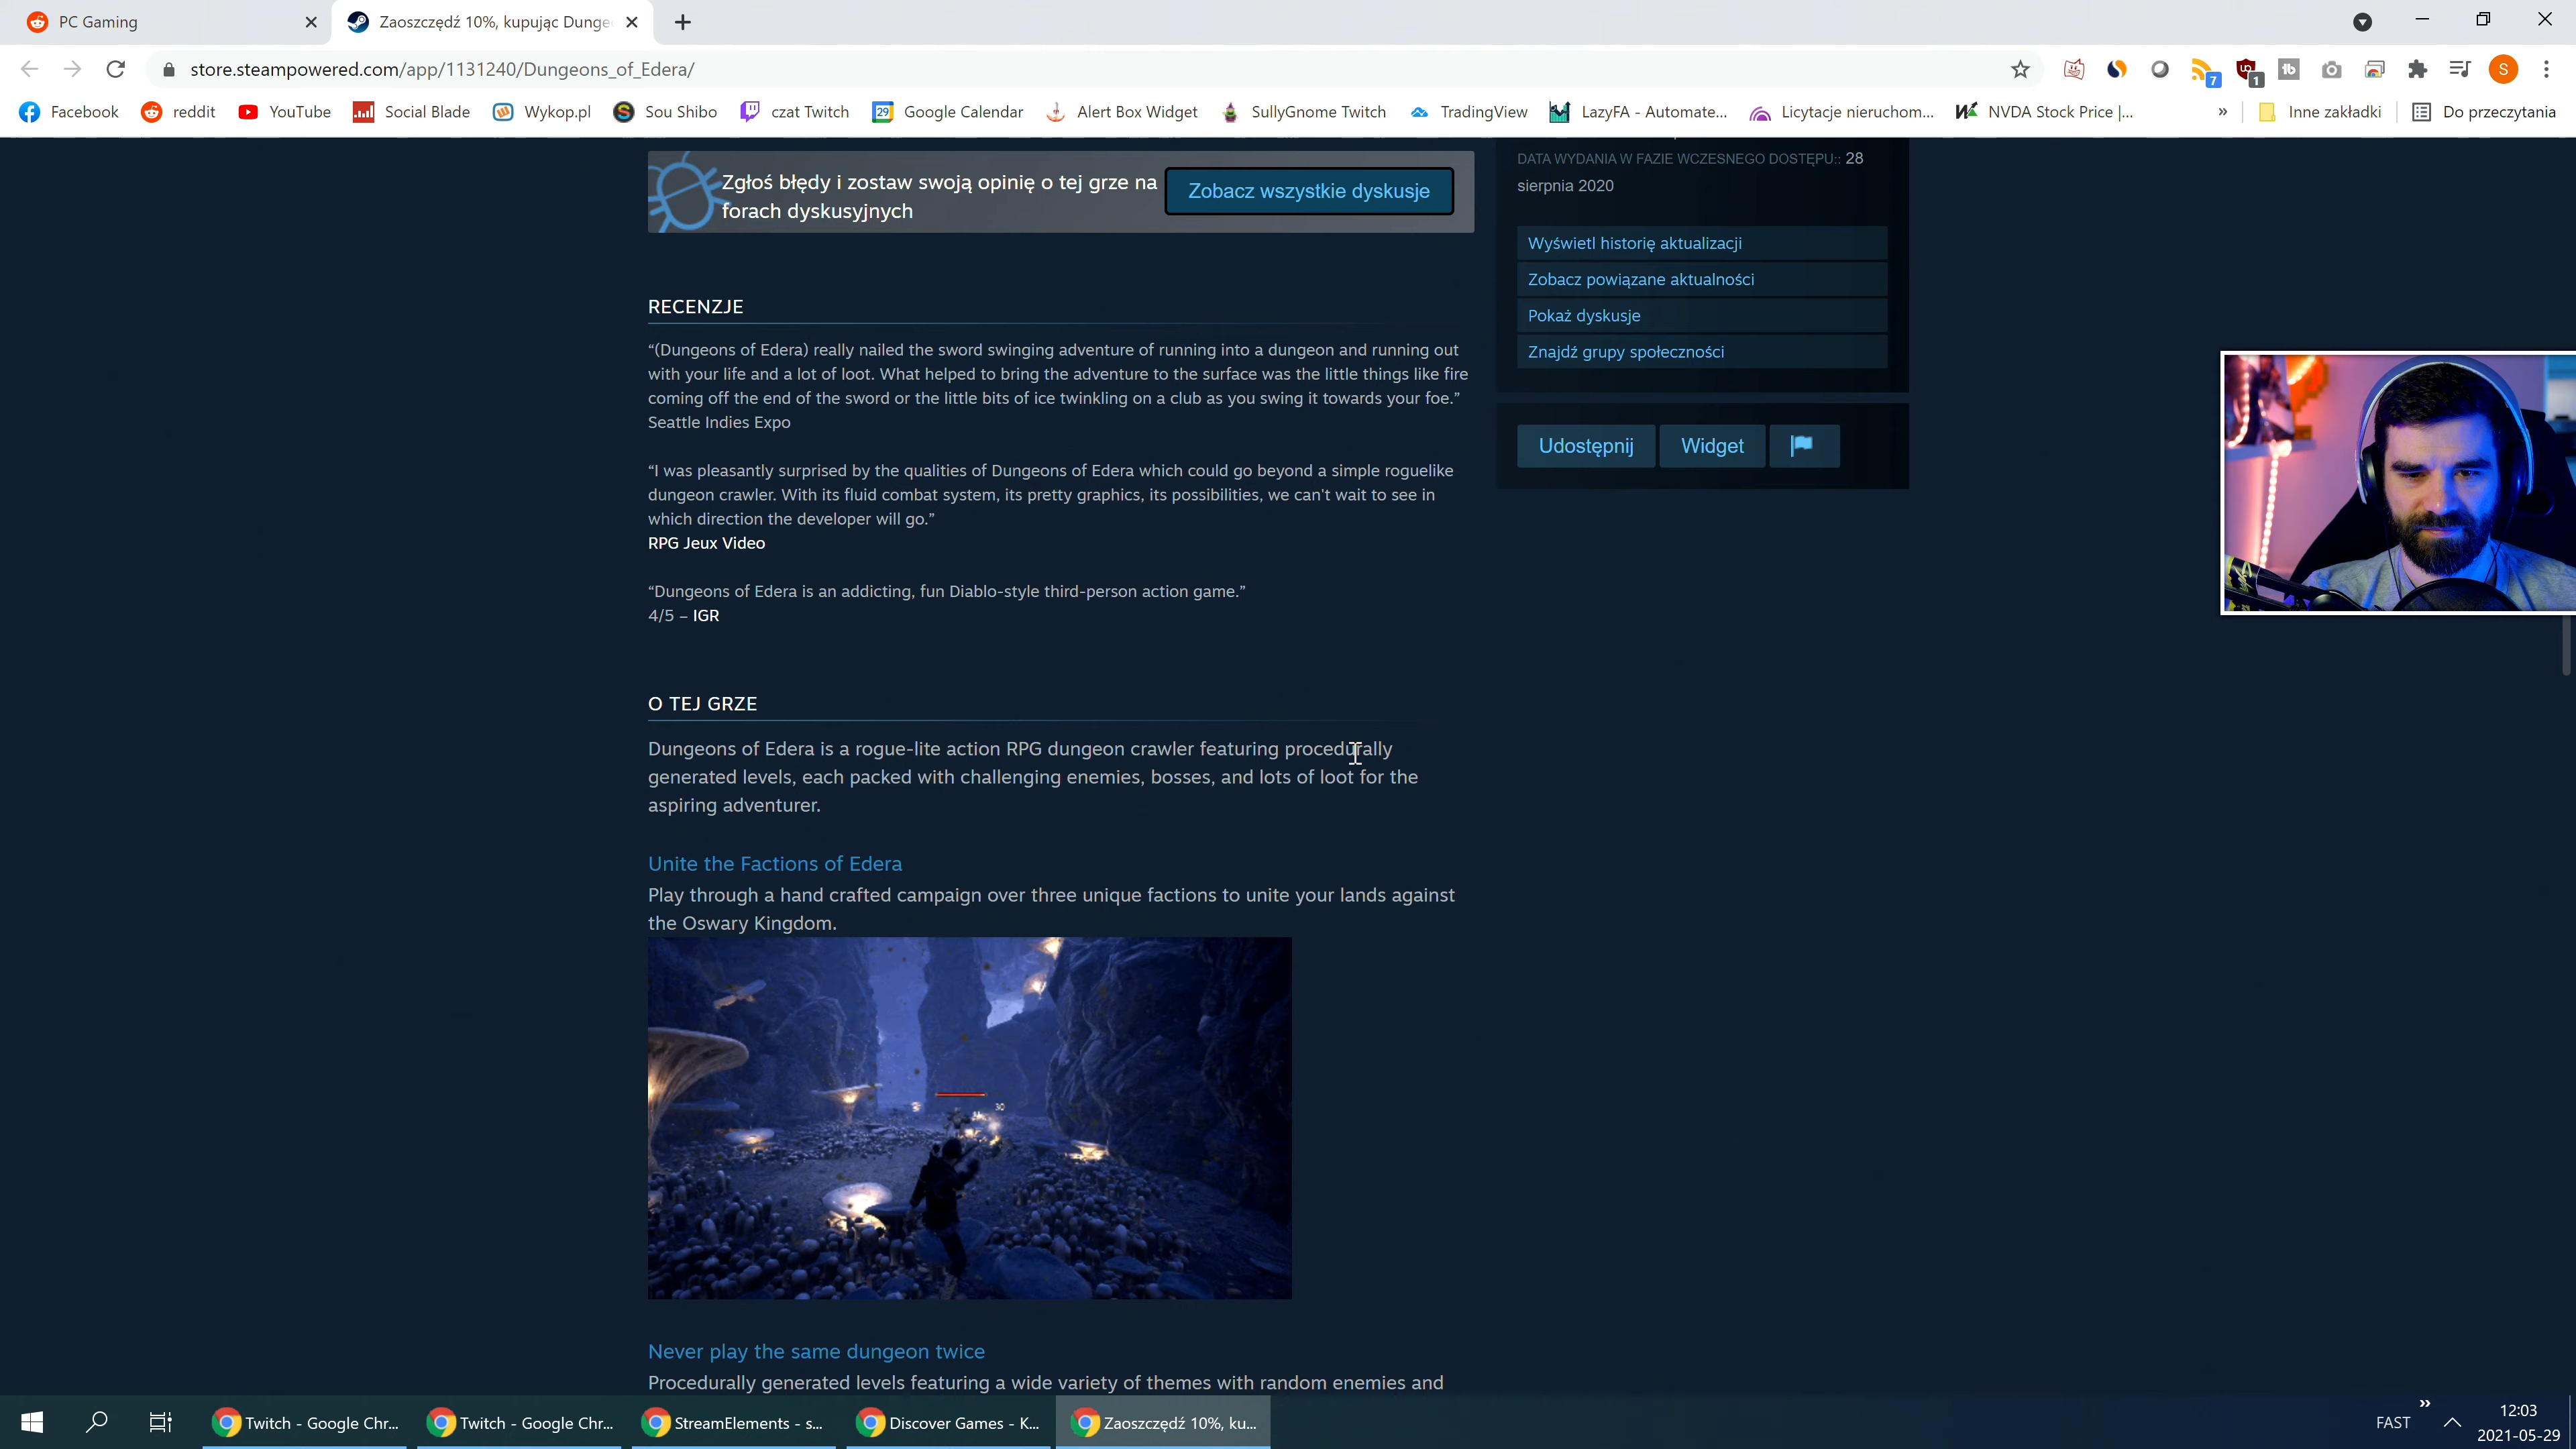 PC Gaming
Zaoszczędź 10%, kupując Dunge
store.steampowered.com/app/1131240/Dungeons_of_Edera/
7
1
S
Facebook reddit YouTube Social Blade Wykop.pl Sou Shibo czat Twitch 29 Google Calendar Alert Box Widget SullyGnome Twitch TradingView LazyFA - Automate... Licytacje nieruchom... NVDA Stock Price |... » Inne zakładki Do przeczytania
Zgłoś błędy i zostaw swoją opinię o tej grze na
forach dyskusyjnych
Zobacz wszystkie dyskusje
DATA WYDANIA W FAZIE WCZESNEGO DOSTĘPU:: 28
sierpnia 2020
Wyświetl historię aktualizacji
Zobacz powiązane aktualności
Pokaż dyskusje
Znajdź grupy społeczności
Udostępnij Widget
RECENZJE
“(Dungeons of Edera) really nailed the sword swinging adventure of running into a dungeon and running out
with your life and a lot of loot. What helped to bring the adventure to the surface was the little things like fire
coming off the end of the sword or the little bits of ice twinkling on a club as you swing it towards your foe.”
Seattle Indies Expo
“I was pleasantly surprised by the qualities of Dungeons of Edera which could go beyond a simple roguelike
dungeon crawler. With its fluid combat system, its pretty graphics, its possibilities, we can't wait to see in
which direction the developer will go.”
RPG Jeux Video
“Dungeons of Edera is an addicting, fun Diablo-style third-person action game.”
4/5 – IGR
O TEJ GRZE
Dungeons of Edera is a rogue-lite action RPG dungeon crawler featuring procedurally
generated levels, each packed with challenging enemies, bosses, and lots of loot for the
aspiring adventurer.
Unite the Factions of Edera
Play through a hand crafted campaign over three unique factions to unite your lands against
the Oswary Kingdom.
30
Never play the same dungeon twice
Procedurally generated levels featuring a wide variety of themes with random enemies and
Twitch - Google Chr... Twitch - Google Chr... StreamElements - s... Discover Games - K... Zaoszczędź 10%, ku...
FAST »
12:03
2021-05-29